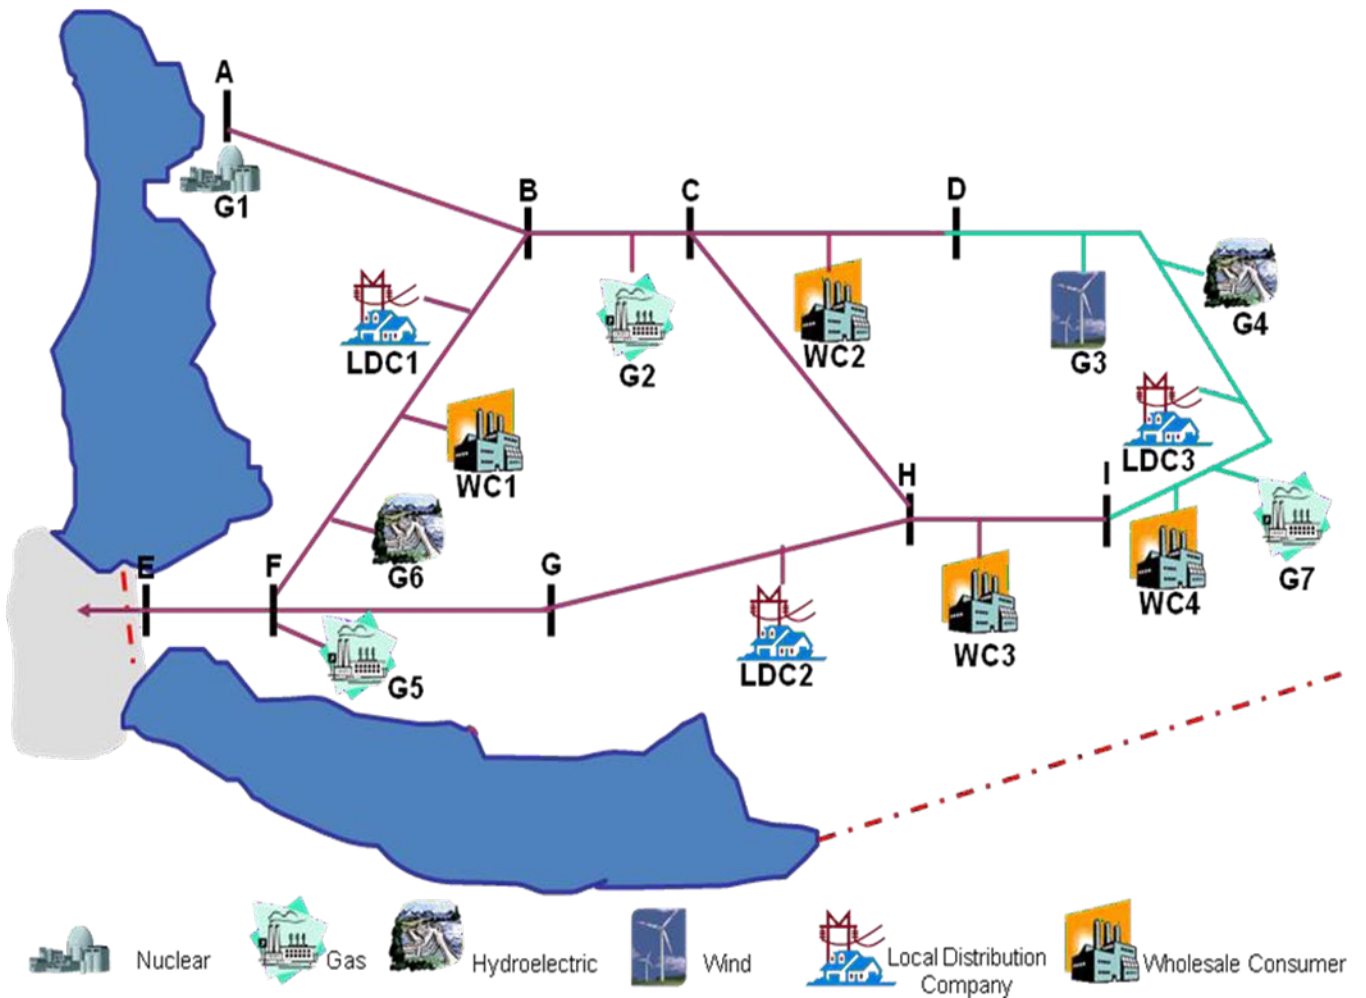 A
G1
B
C
D
G4
LDC1
G2
WC2
G3
WC1
LDC3
H
I
G6
E
F
G
G7
WC4
LDC2
WC3
G5
Nuclear
Gas
Hydroelectric
Wind
Local Distribution
Company
Wholesale Consumer